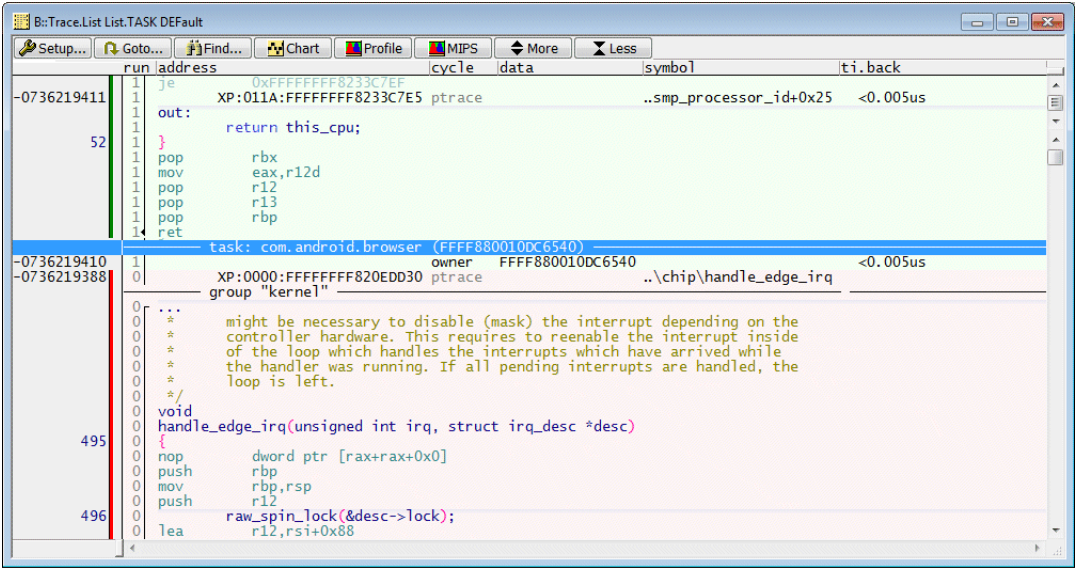 B::Trace.List List.TASK DEFault
Setup... Goto... Find... Chart Profile MIPS More Less
run address cycle data symbol ti.back
1 je 0xFFFFFFFF8233C7EF
-0736219411 1 XP:011A:FFFFFFFF8233C7E5 ptrace ..smp_processor_id+0x25 <0.005us
1 out:
1 return this_cpu;
52 1 }
1 pop rbx
1 mov eax,r12d
1 pop r12
1 pop r13
1 pop rbp
1 ret
task: com.android.browser (FFFF880010DC6540)
-0736219410 1 owner FFFF880010DC6540 <0.005us
-0736219388 0 XP:0000:FFFFFFFF820EDD30 ptrace ..\chip\handle_edge_irq
group "kernel"
0 ...
0 * might be necessary to disable (mask) the interrupt depending on the
0 * controller hardware. This requires to reenable the interrupt inside
0 * of the loop which handles the interrupts which have arrived while
0 * the handler was running. If all pending interrupts are handled, the
0 * loop is left.
0 */
0 void
0 handle_edge_irq(unsigned int irq, struct irq_desc *desc)
495 0 {
0 nop dword ptr [rax+rax+0x0]
0 push rbp
0 mov rbp,rsp
0 push r12
496 0 raw_spin_lock(&desc->lock);
0 lea r12,rsi+0x88